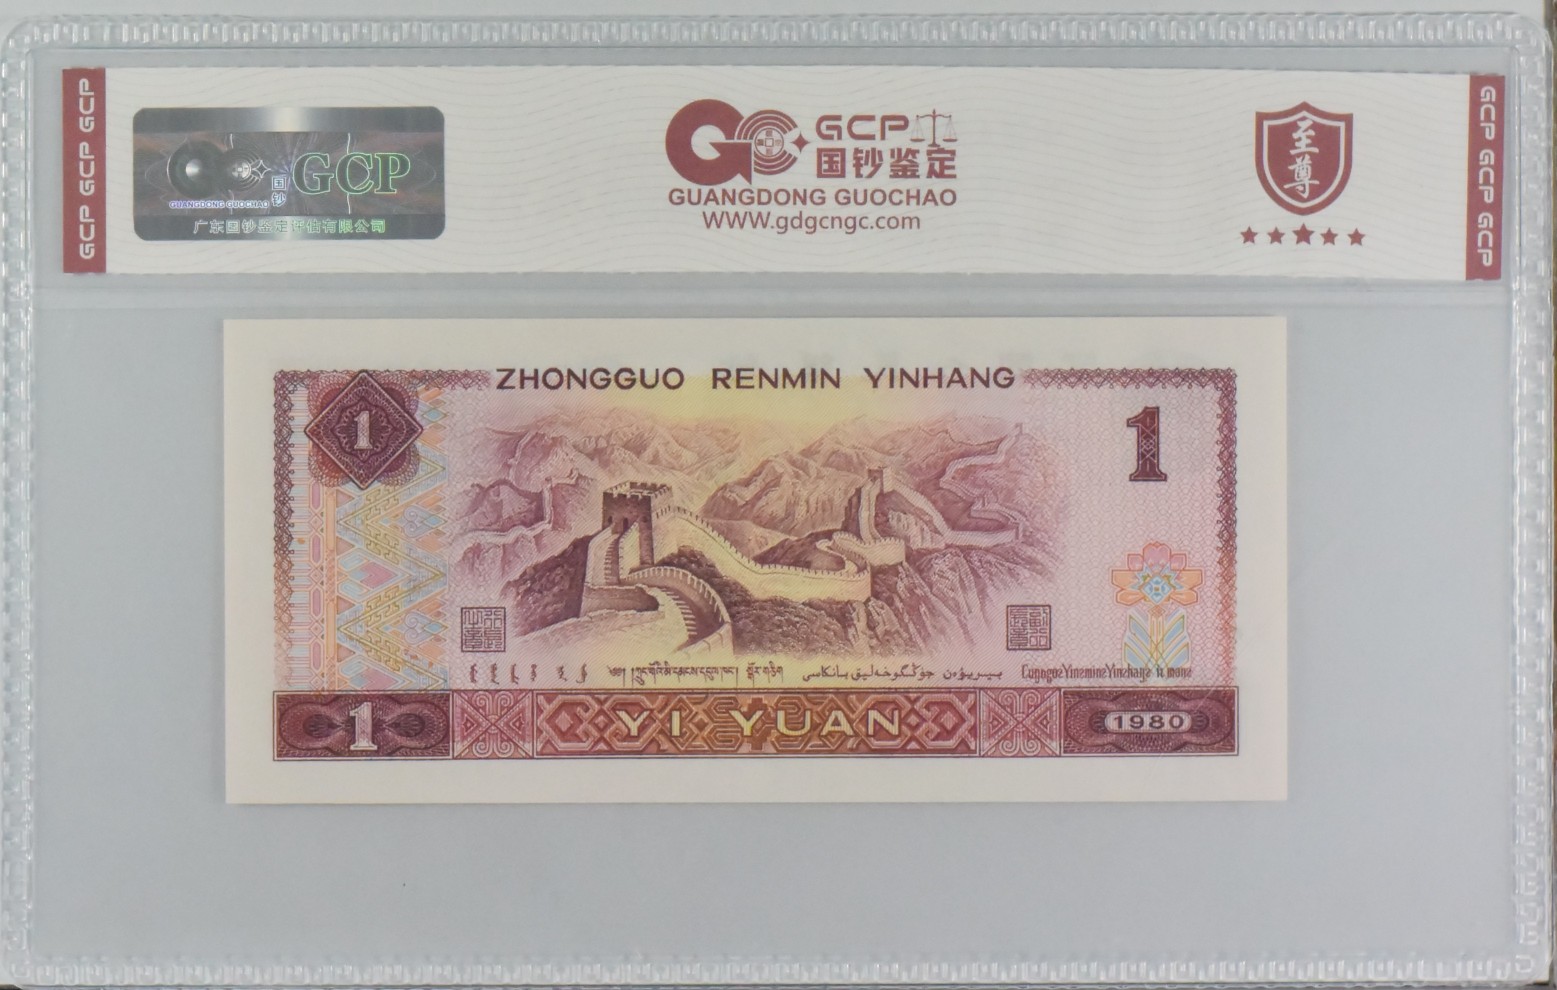 GCP GCP GCP
GCP
GUANGDONG GUOCHAO
国钞
广东国钞鉴定评估有限公司
GCP
国钞鉴定
GUANGDONG GUOCHAO
WWW.gdgcngc.com
至尊
GCP GCP GCP
ZHONGGUO RENMIN YINHANG
1
1
1
YI YUAN
1980